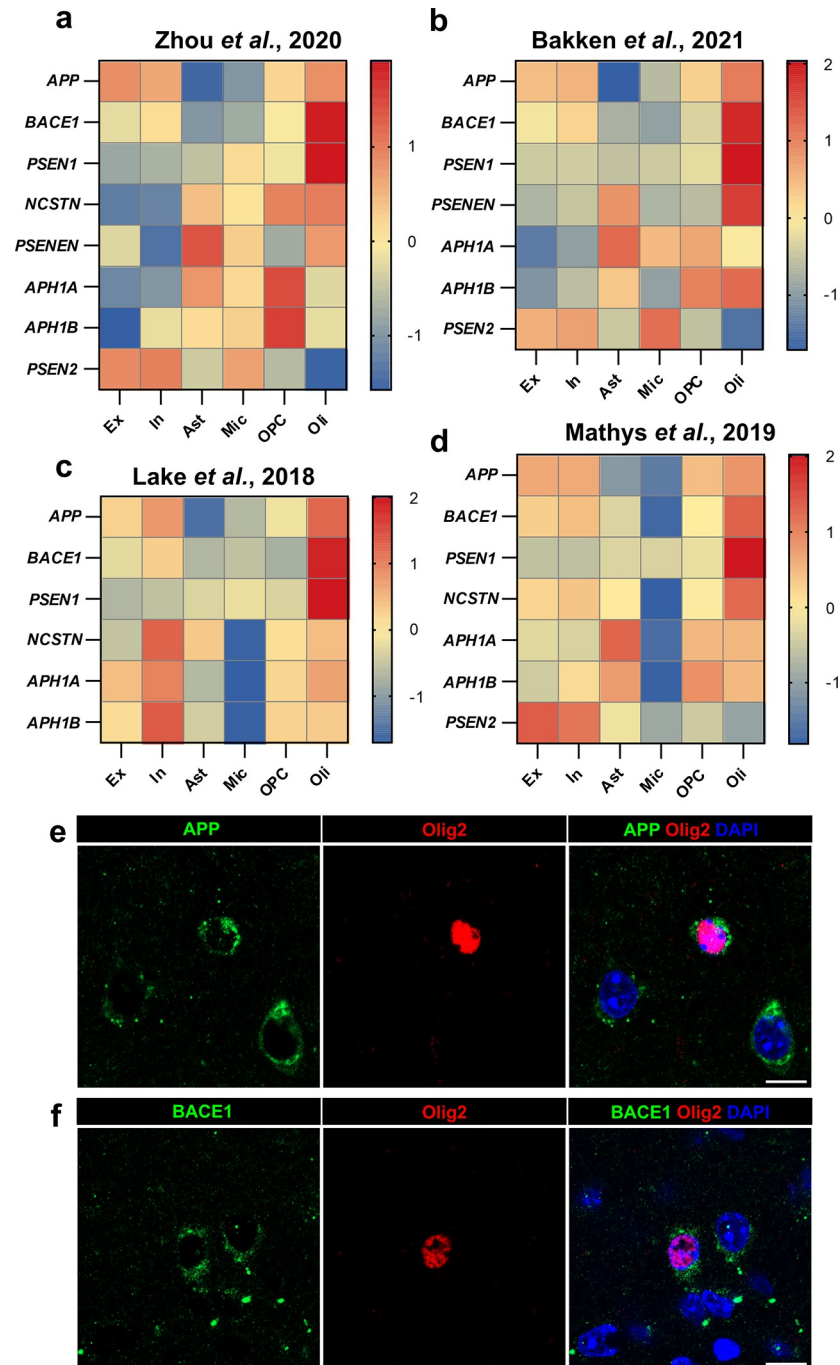 a
Zhou et al., 2020
APP
BACE1
PSEN1
NCSTN
PSENEN
APH1A
APH1B
PSEN2
Ex In Ast Mic OPC Oli
1
0
-1
b
Bakken et al., 2021
APP
BACE1
PSEN1
PSENEN
APH1A
APH1B
PSEN2
Ex In Ast Mic OPC Oli
2
1
0
-1
c
Lake et al., 2018
APP
BACE1
PSEN1
NCSTN
APH1A
APH1B
Ex In Ast Mic OPC Oli
2
1
0
-1
d
Mathys et al., 2019
APP
BACE1
PSEN1
NCSTN
APH1A
APH1B
PSEN2
Ex In Ast Mic OPC Oli
2
1
0
-1
e
APP Olig2 APP Olig2 DAPI
f
BACE1 Olig2 BACE1 Olig2 DAPI